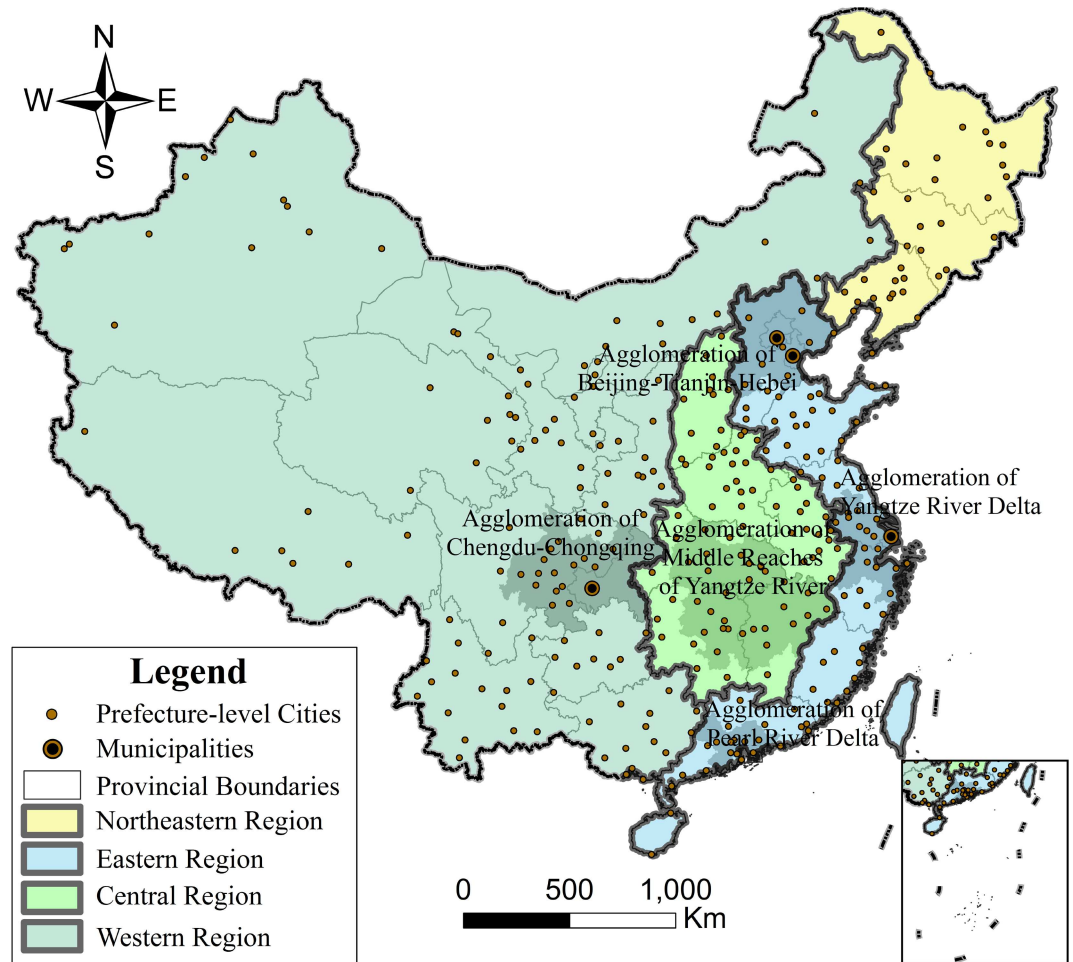 N
W E
S
Agglomeration of
Beijing-Tianjin-Hebei
Agglomeration of
Yangtze River Delta
Agglomeration of
Chengdu-Chongqing
Agglomeration of
Middle Reaches
of Yangtze River
Agglomeration of
Pearl River Delta
Legend
Prefecture-level Cities
Municipalities
Provincial Boundaries
Northeastern Region
Eastern Region
Central Region
Western Region
0 500 1,000
Km